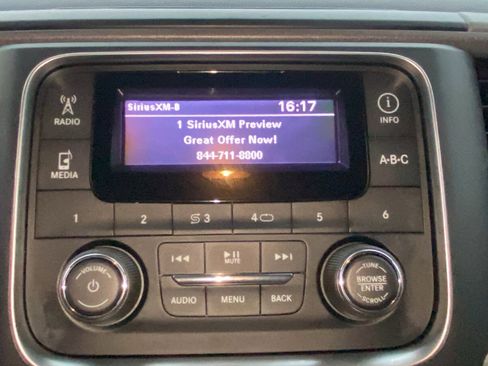 SiriusXM-8 16:17
1 SiriusXM Preview
Great Offer Now!
844-711-8800
RADIO
INFO
MEDIA
A-B-C
1 2 3 4 5 6
MUTE
VOLUME
TUNE
BROWSE
ENTER
SCROLL
AUDIO MENU BACK